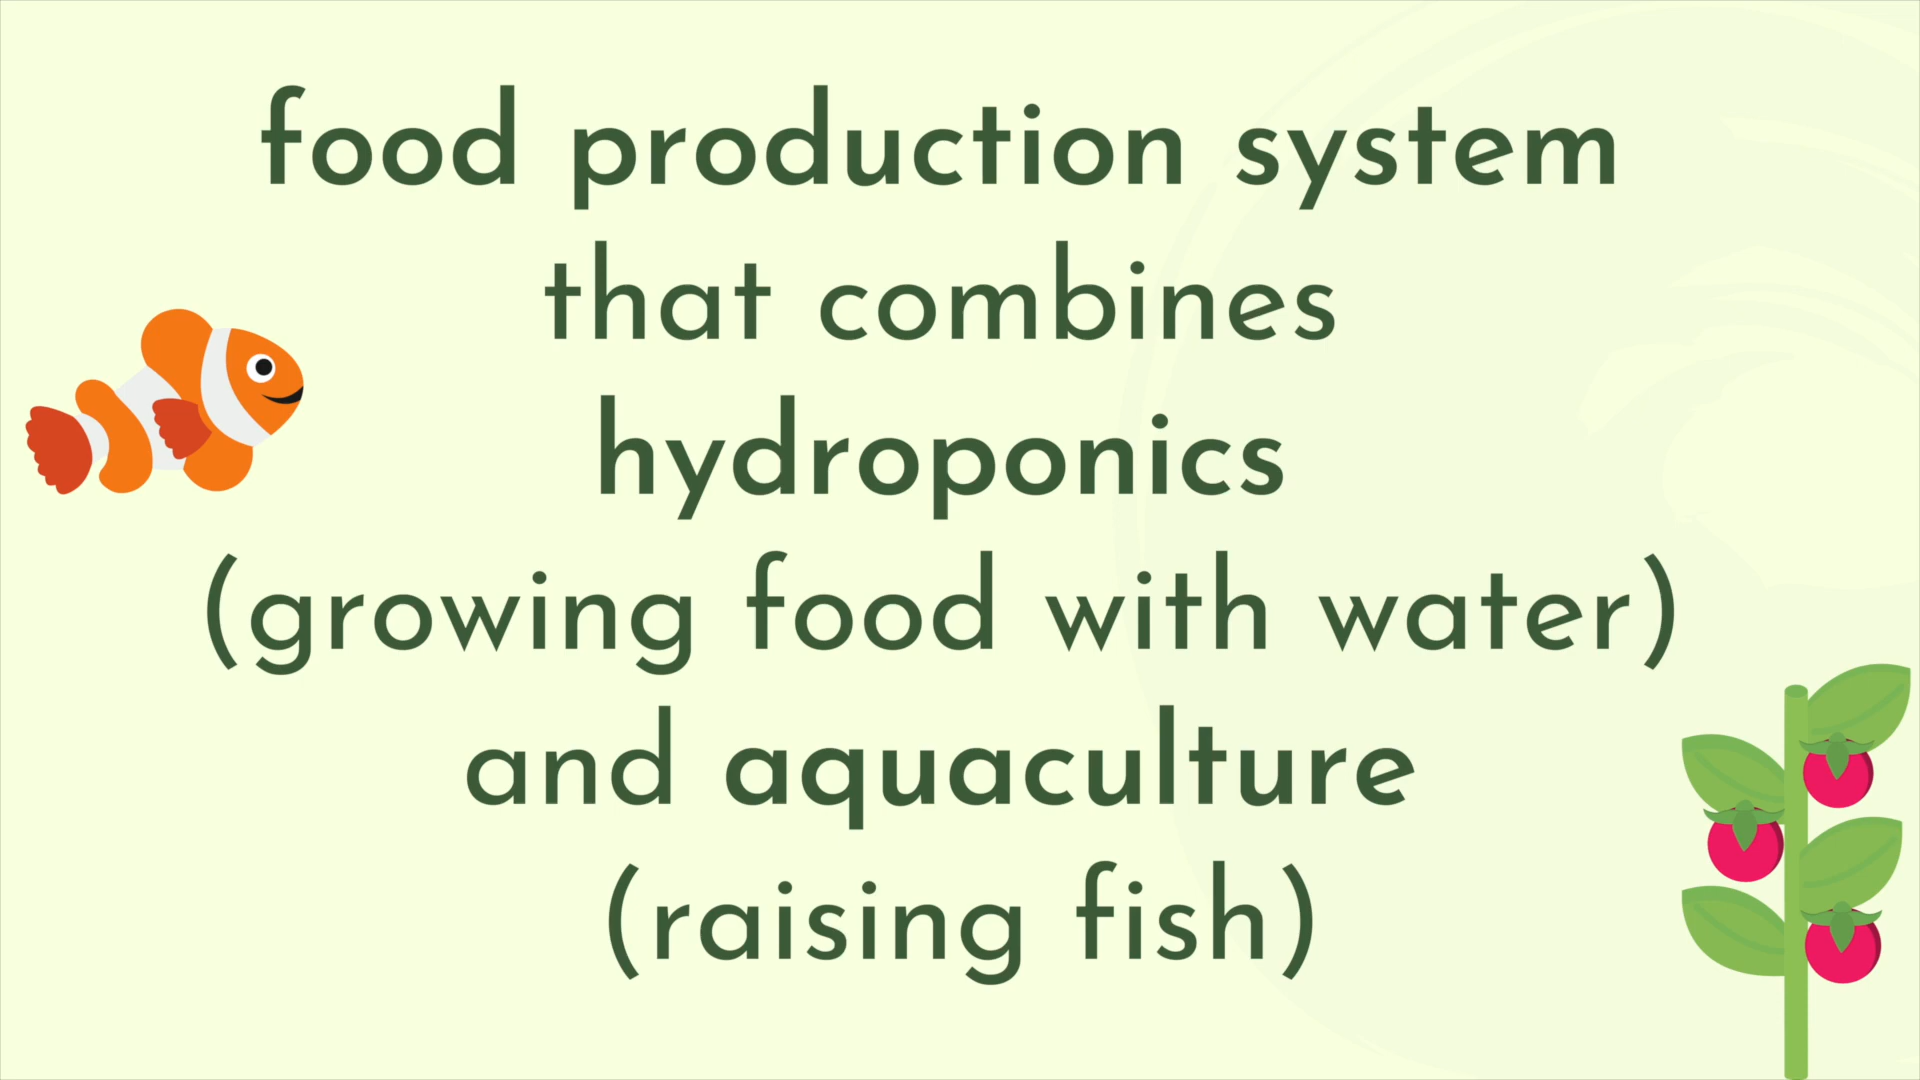 food production system
that combines
hydroponics
(growing food with water)
and aquaculture
(raising fish)